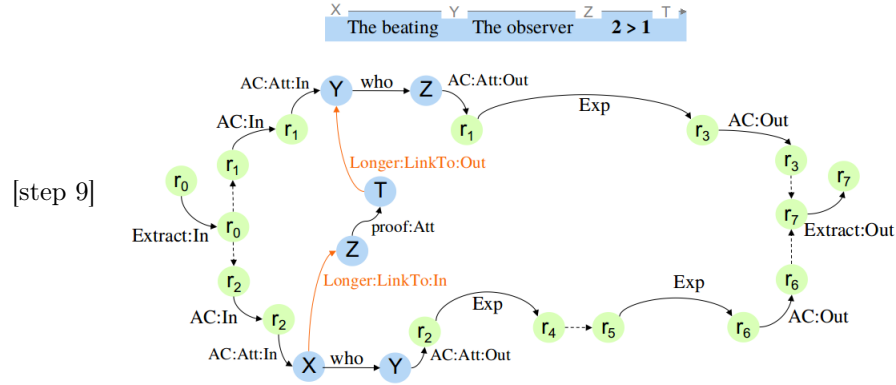 X Y Z T
The beating The observer 2 > 1
AC:Att:In Y who Z AC:Att:Out
AC:In r1 r1 Exp r3 AC:Out
r1 Longer:LinkTo:Out r3
r0 T r7
[step 9] r0 proof:Att r7
Extract:In Z Extract:Out
r2 Longer:LinkTo:In r6
AC:In r2 Exp Exp AC:Out
r2 r4 r5 r6
AC:Att:In X who Y AC:Att:Out